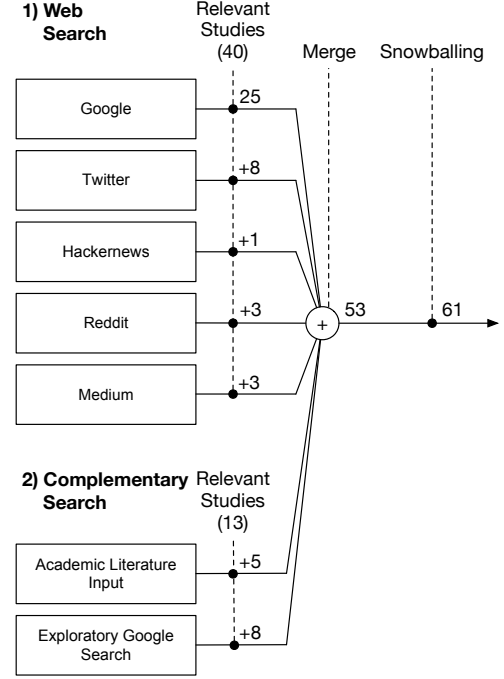 1) Web
Search
Relevant
Studies
(40)
Merge
Snowballing
Google
25
Twitter
+8
Hackernews
+1
Reddit
+3
+
53
61
Medium
+3
2) Complementary
Search
Relevant
Studies
(13)
Academic Literature
Input
+5
Exploratory Google
Search
+8